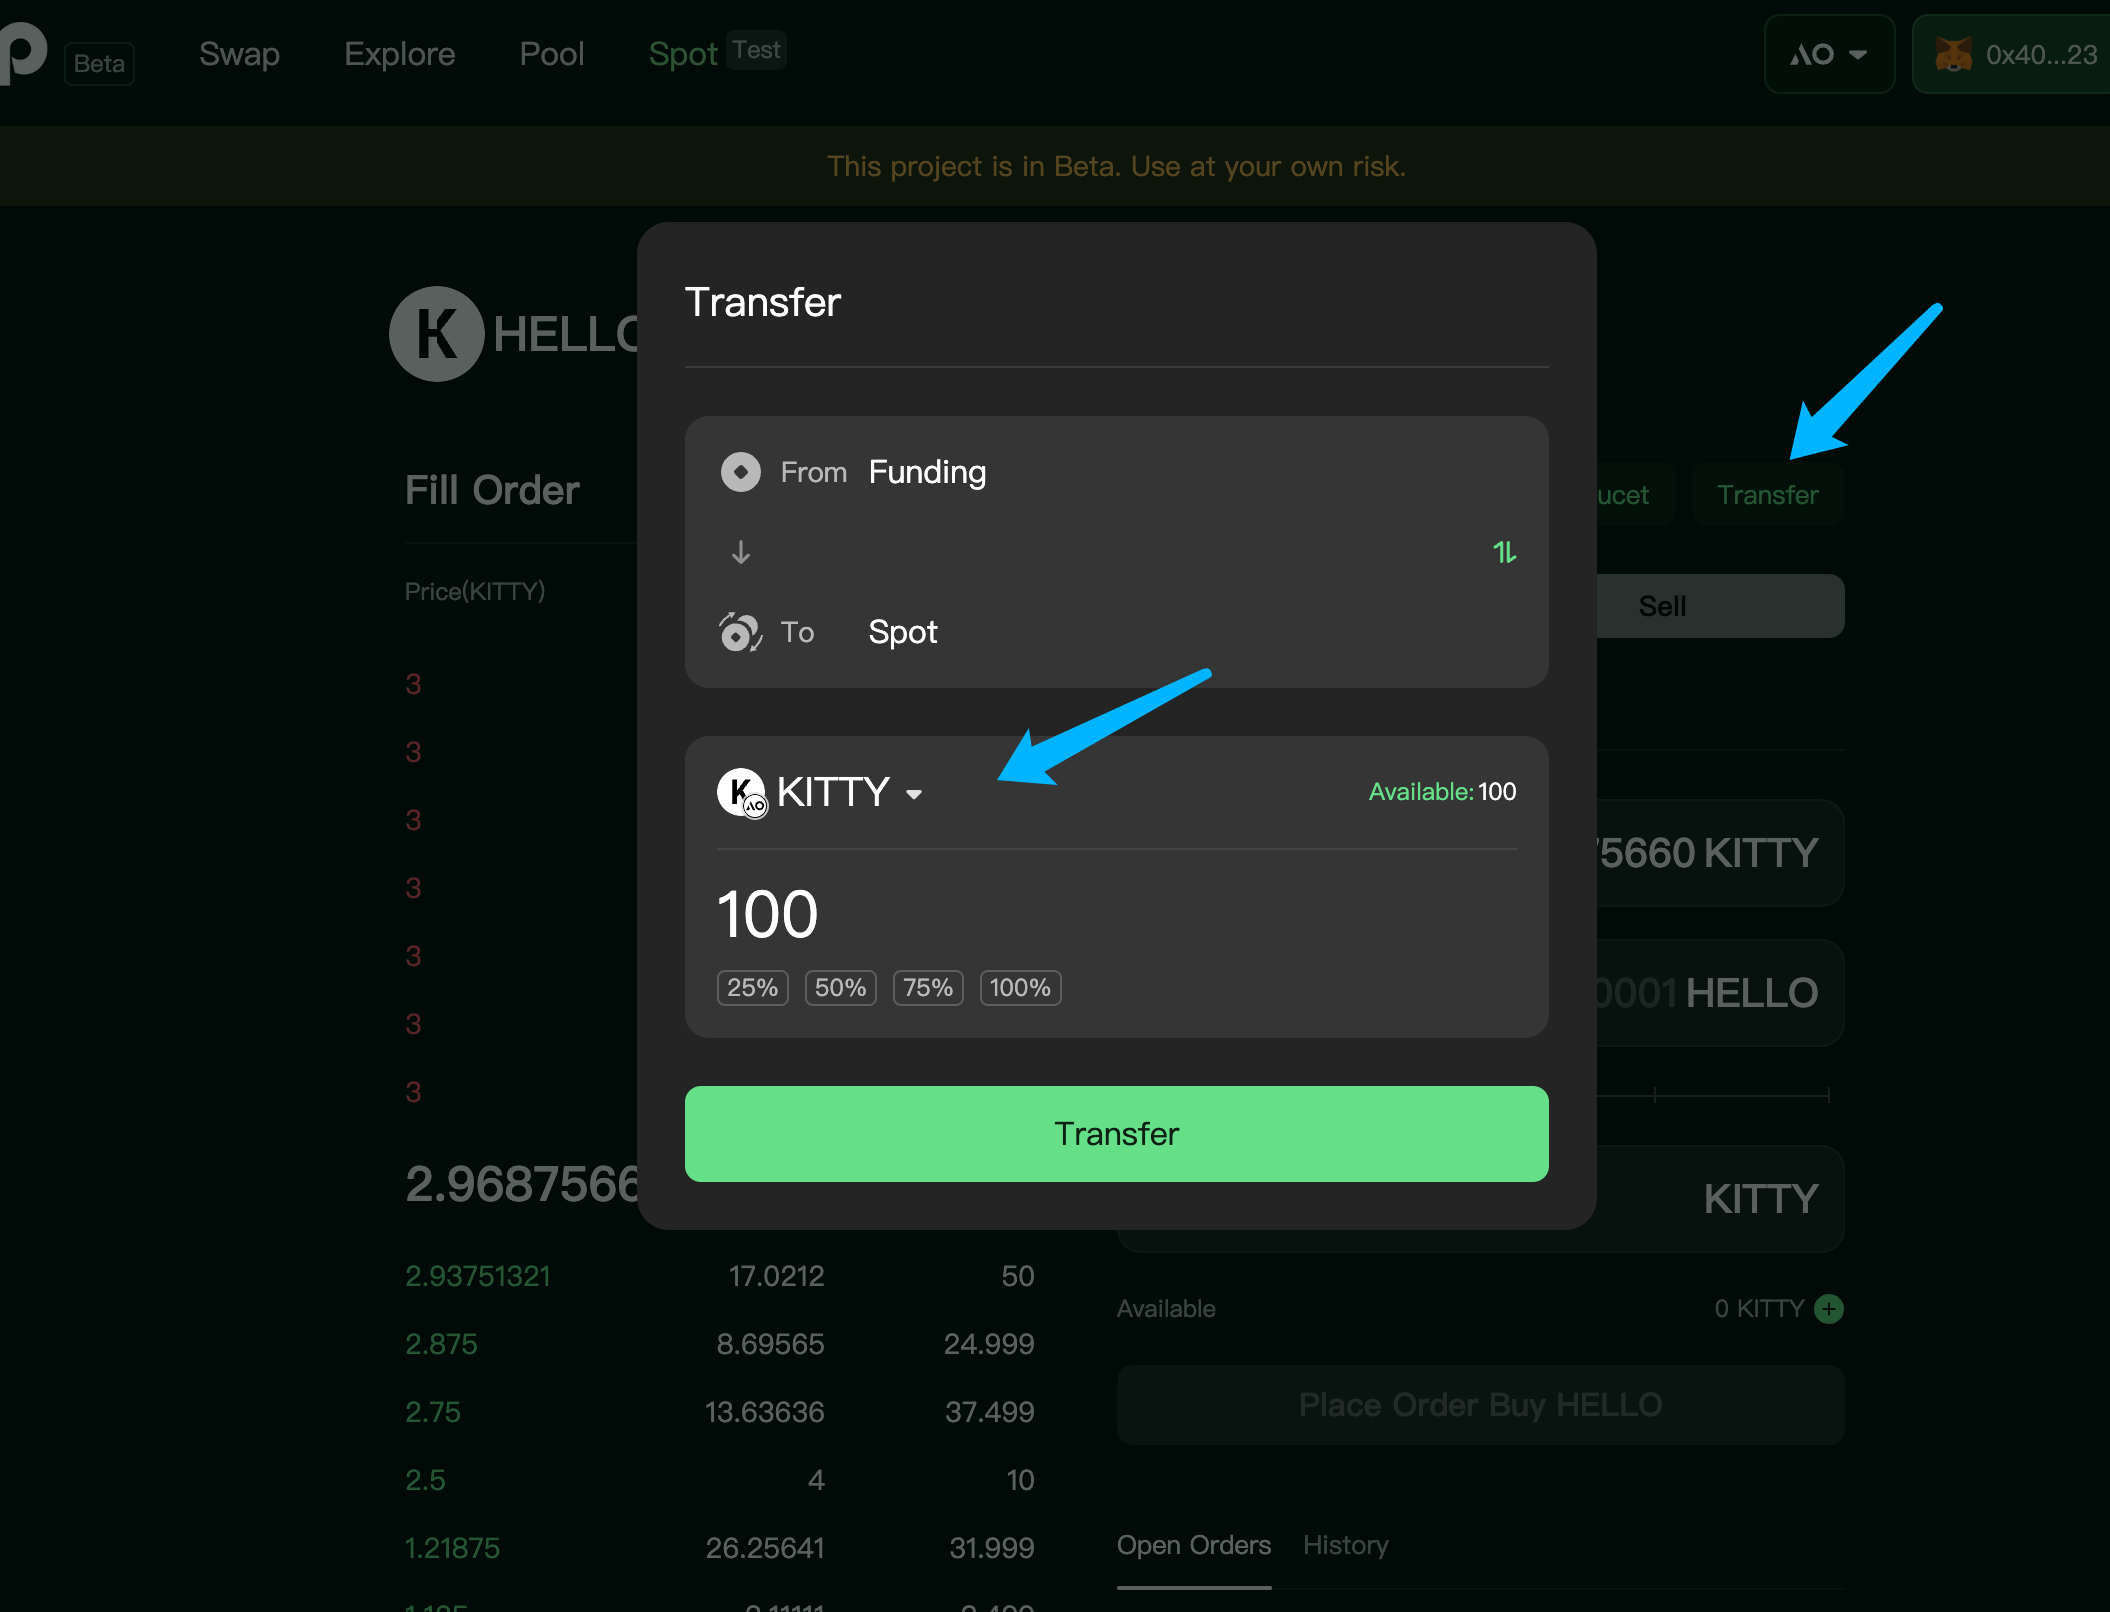 Beta Swap Explore Pool Spot Test AO 0x40...23
This project is in Beta. Use at your own risk.
Transfer
K HELLO
From Funding
Fill Order
ucet Transfer
Price(KITTY)
Sell
To Spot
3
3
K AO KITTY Available: 100
3
75660 KITTY
3
100
3
25% 50% 75% 100%
0001 HELLO
3
3
Transfer
2.9687566
KITTY
2.93751321 17.0212 50
Available 0 KITTY
2.875 8.69565 24.999
2.75 13.63636 37.499
Place Order Buy HELLO
2.5 4 10
1.21875 26.25641 31.999
Open Orders History